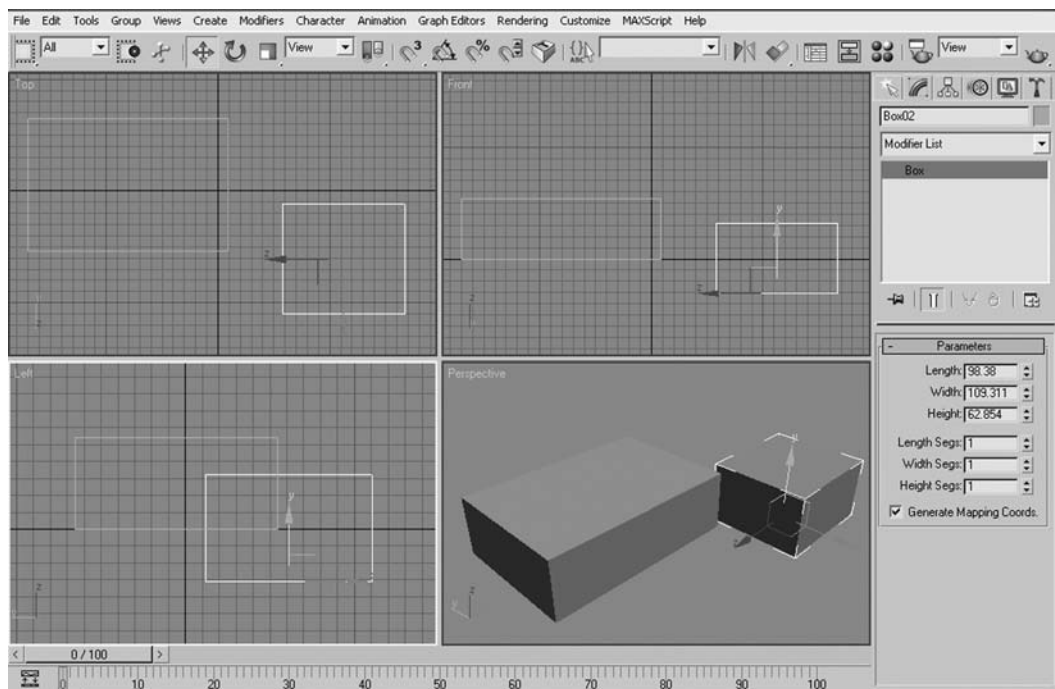 File Edit Tools Group Views Create Modifiers Character Animation Graph Editors Rendering Customize MAXScript Help
All View 3 % ABC View
Top Front
Box02
Modifier List
Box
y
z
z
Parameters
Length: 98.38
Width: 109.311
Height: 62.854
Length Segs: 1
Width Segs: 1
Height Segs: 1
Generate Mapping Coords.
Left Perspective
y
z
z
y
0 / 100
0 10 20 30 40 50 60 70 80 90 100